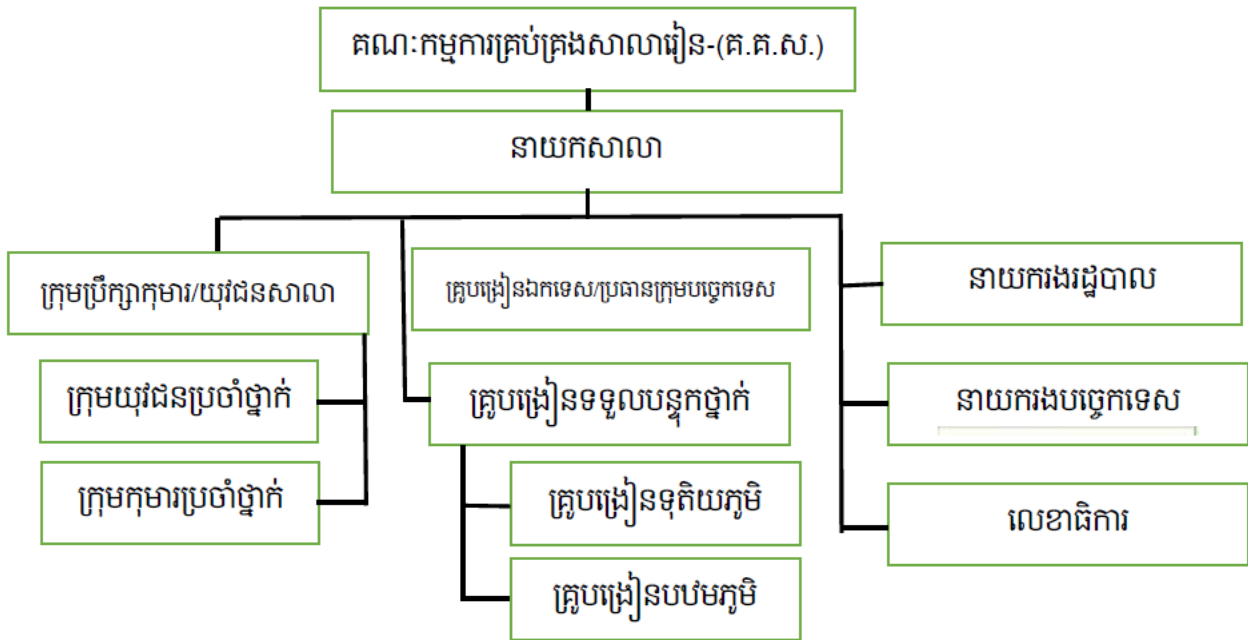 គណៈកម្មការគ្រប់គ្រងសាលារៀន-(គ.គ.ស.)
នាយកសាលា
ក្រុមប្រឹក្សាកុមារ/យុវជនសាលា
គ្រូបង្រៀនឯកទេស/ប្រធានក្រុមបច្ចេកទេស
នាយករងរដ្ឋបាល
ក្រុមយុវជនប្រចាំថ្នាក់
គ្រូបង្រៀនទទួលបន្ទុកថ្នាក់
នាយករងបច្ចេកទេស
ក្រុមកុមារប្រចាំថ្នាក់
គ្រូបង្រៀនទុតិយភូមិ
លេខាធិការ
គ្រូបង្រៀនបឋមភូមិ